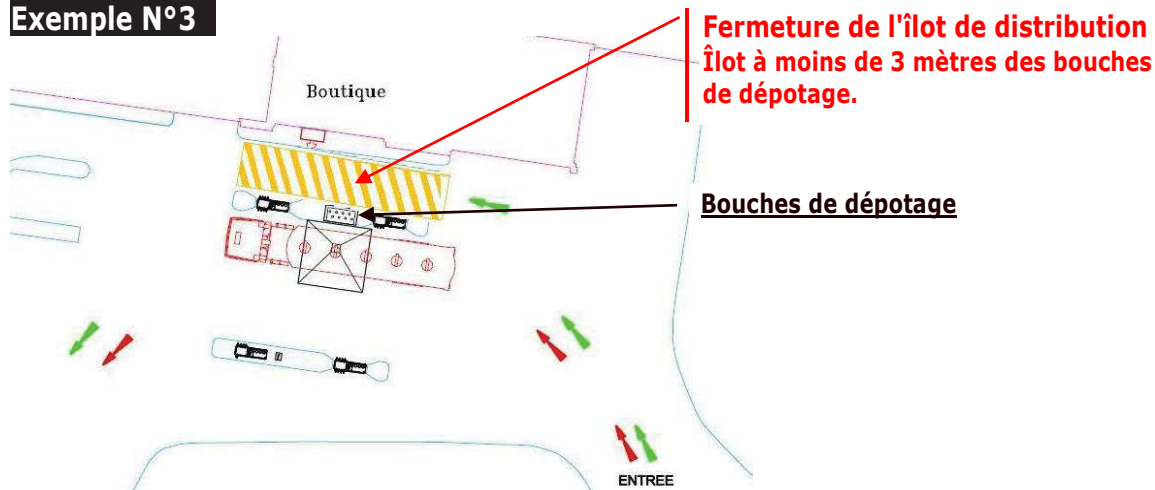 Exemple N°3
Fermeture de l'îlot de distribution
Îlot à moins de 3 mètres des bouches
de dépotage.
Boutique
Bouches de dépotage
ENTREE